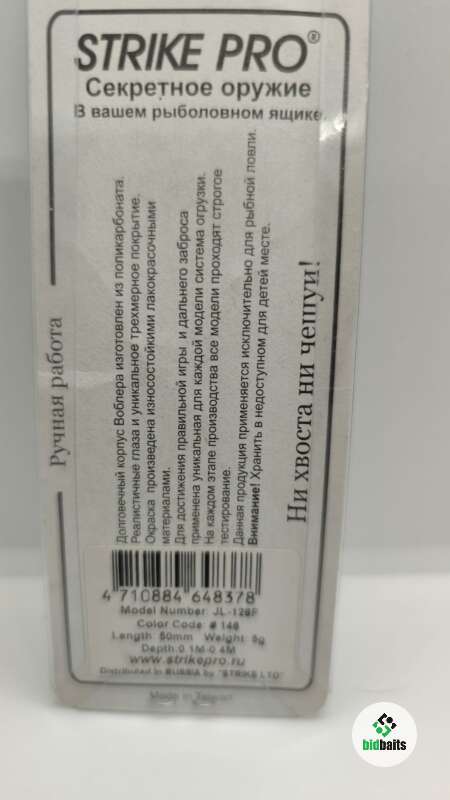 STRIKE PRO®
Секретное оружие
В вашем рыболовном ящике
Ручная работа
Долговечный корпус Воблера изготовлен из поликарбоната.
Реалистичные глаза и уникальное трехмерное покрытие.
Окраска произведена износостойкими лакокрасочными
материалами.
Для достижения правильной игры и дальнего заброса
применена уникальная для каждой модели система огрузки.
На каждом этапе производства все модели проходят строгое
тестирование.
Данная продукция применяется исключительно для рыбной ловли.
Внимание! Хранить в недоступном для детей месте.
Ни хвоста ни чешуи!
4 710884 648378
Model Number: JL-126F
Color Code: # 146
Length: 50mm Weight: 5g
Depth:0.1M-0.4M
www.strikepro.ru
Distributed in RUSSIA by "STRIKE LTD"
Made in Taiwan
bidbaits